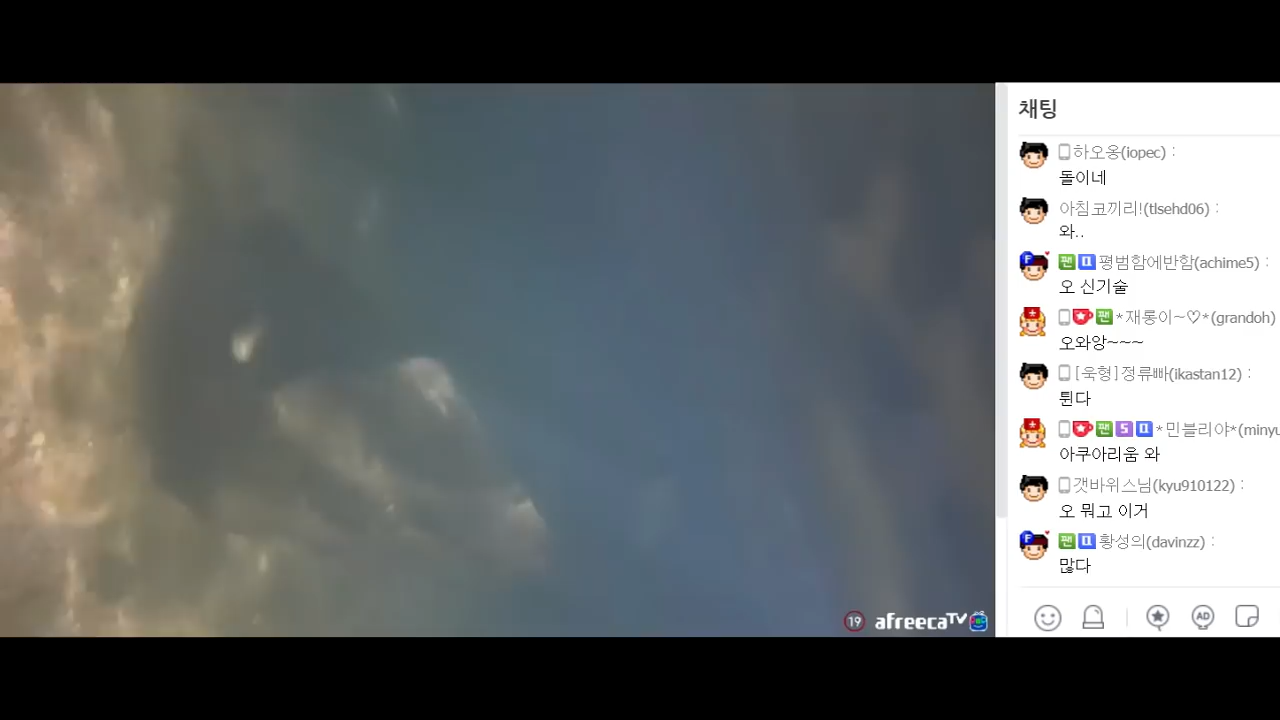 채팅
하오옹(iopec) :
돌이네
아침코끼리!(tlsehd06) :
와..
팬 평범함에반함(achime5) :
오 신기술
팬 *재롱이~♡*(grandoh)
오와앙~~~
[욱형]정류빠(ikastan12) :
튄다
팬 S *민블리야*(minyu
아쿠아리움 와
갯바위스님(kyu910122) :
오 뭐고 이거
F 팬 황성의(davinzz) :
많다
19 afreecaTV
AD